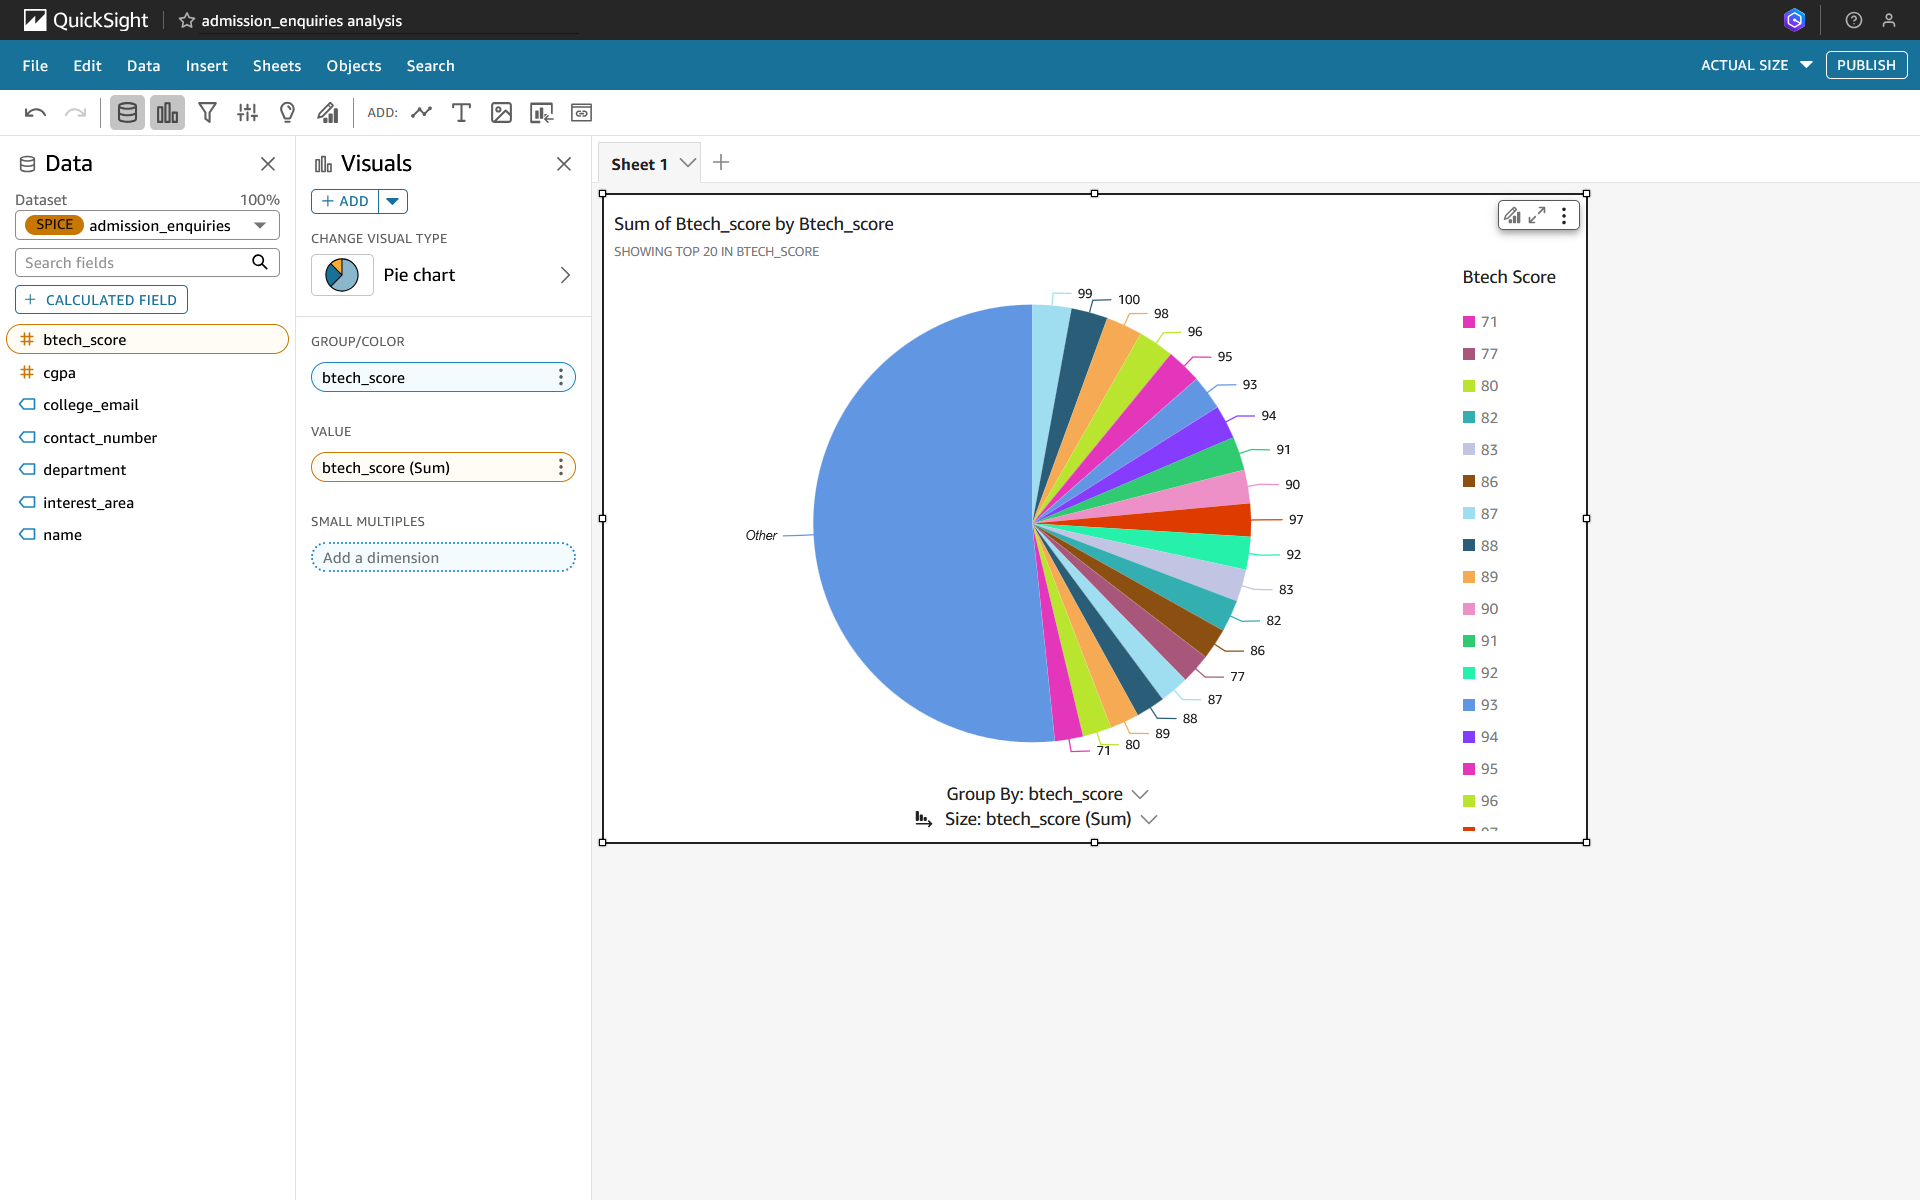 QuickSight
admission_enquiries analysis
File Edit Data Insert Sheets Objects Search
ACTUAL SIZE
PUBLISH
ADD:
Data
Dataset 100%
SPICE admission_enquiries
Search fields
+ CALCULATED FIELD
btech_score
cgpa
college_email
contact_number
department
interest_area
name
Visuals
+ ADD
CHANGE VISUAL TYPE
Pie chart
GROUP/COLOR
btech_score
VALUE
btech_score (Sum)
SMALL MULTIPLES
Add a dimension
Sheet 1
Sum of Btech_score by Btech_score
SHOWING TOP 20 IN BTECH_SCORE
99
100
98
96
95
93
94
91
90
97
92
83
82
86
77
87
88
89
80
71
Other
Group By: btech_score
Size: btech_score (Sum)
Btech Score
71
77
80
82
83
86
87
88
89
90
91
92
93
94
95
96
97